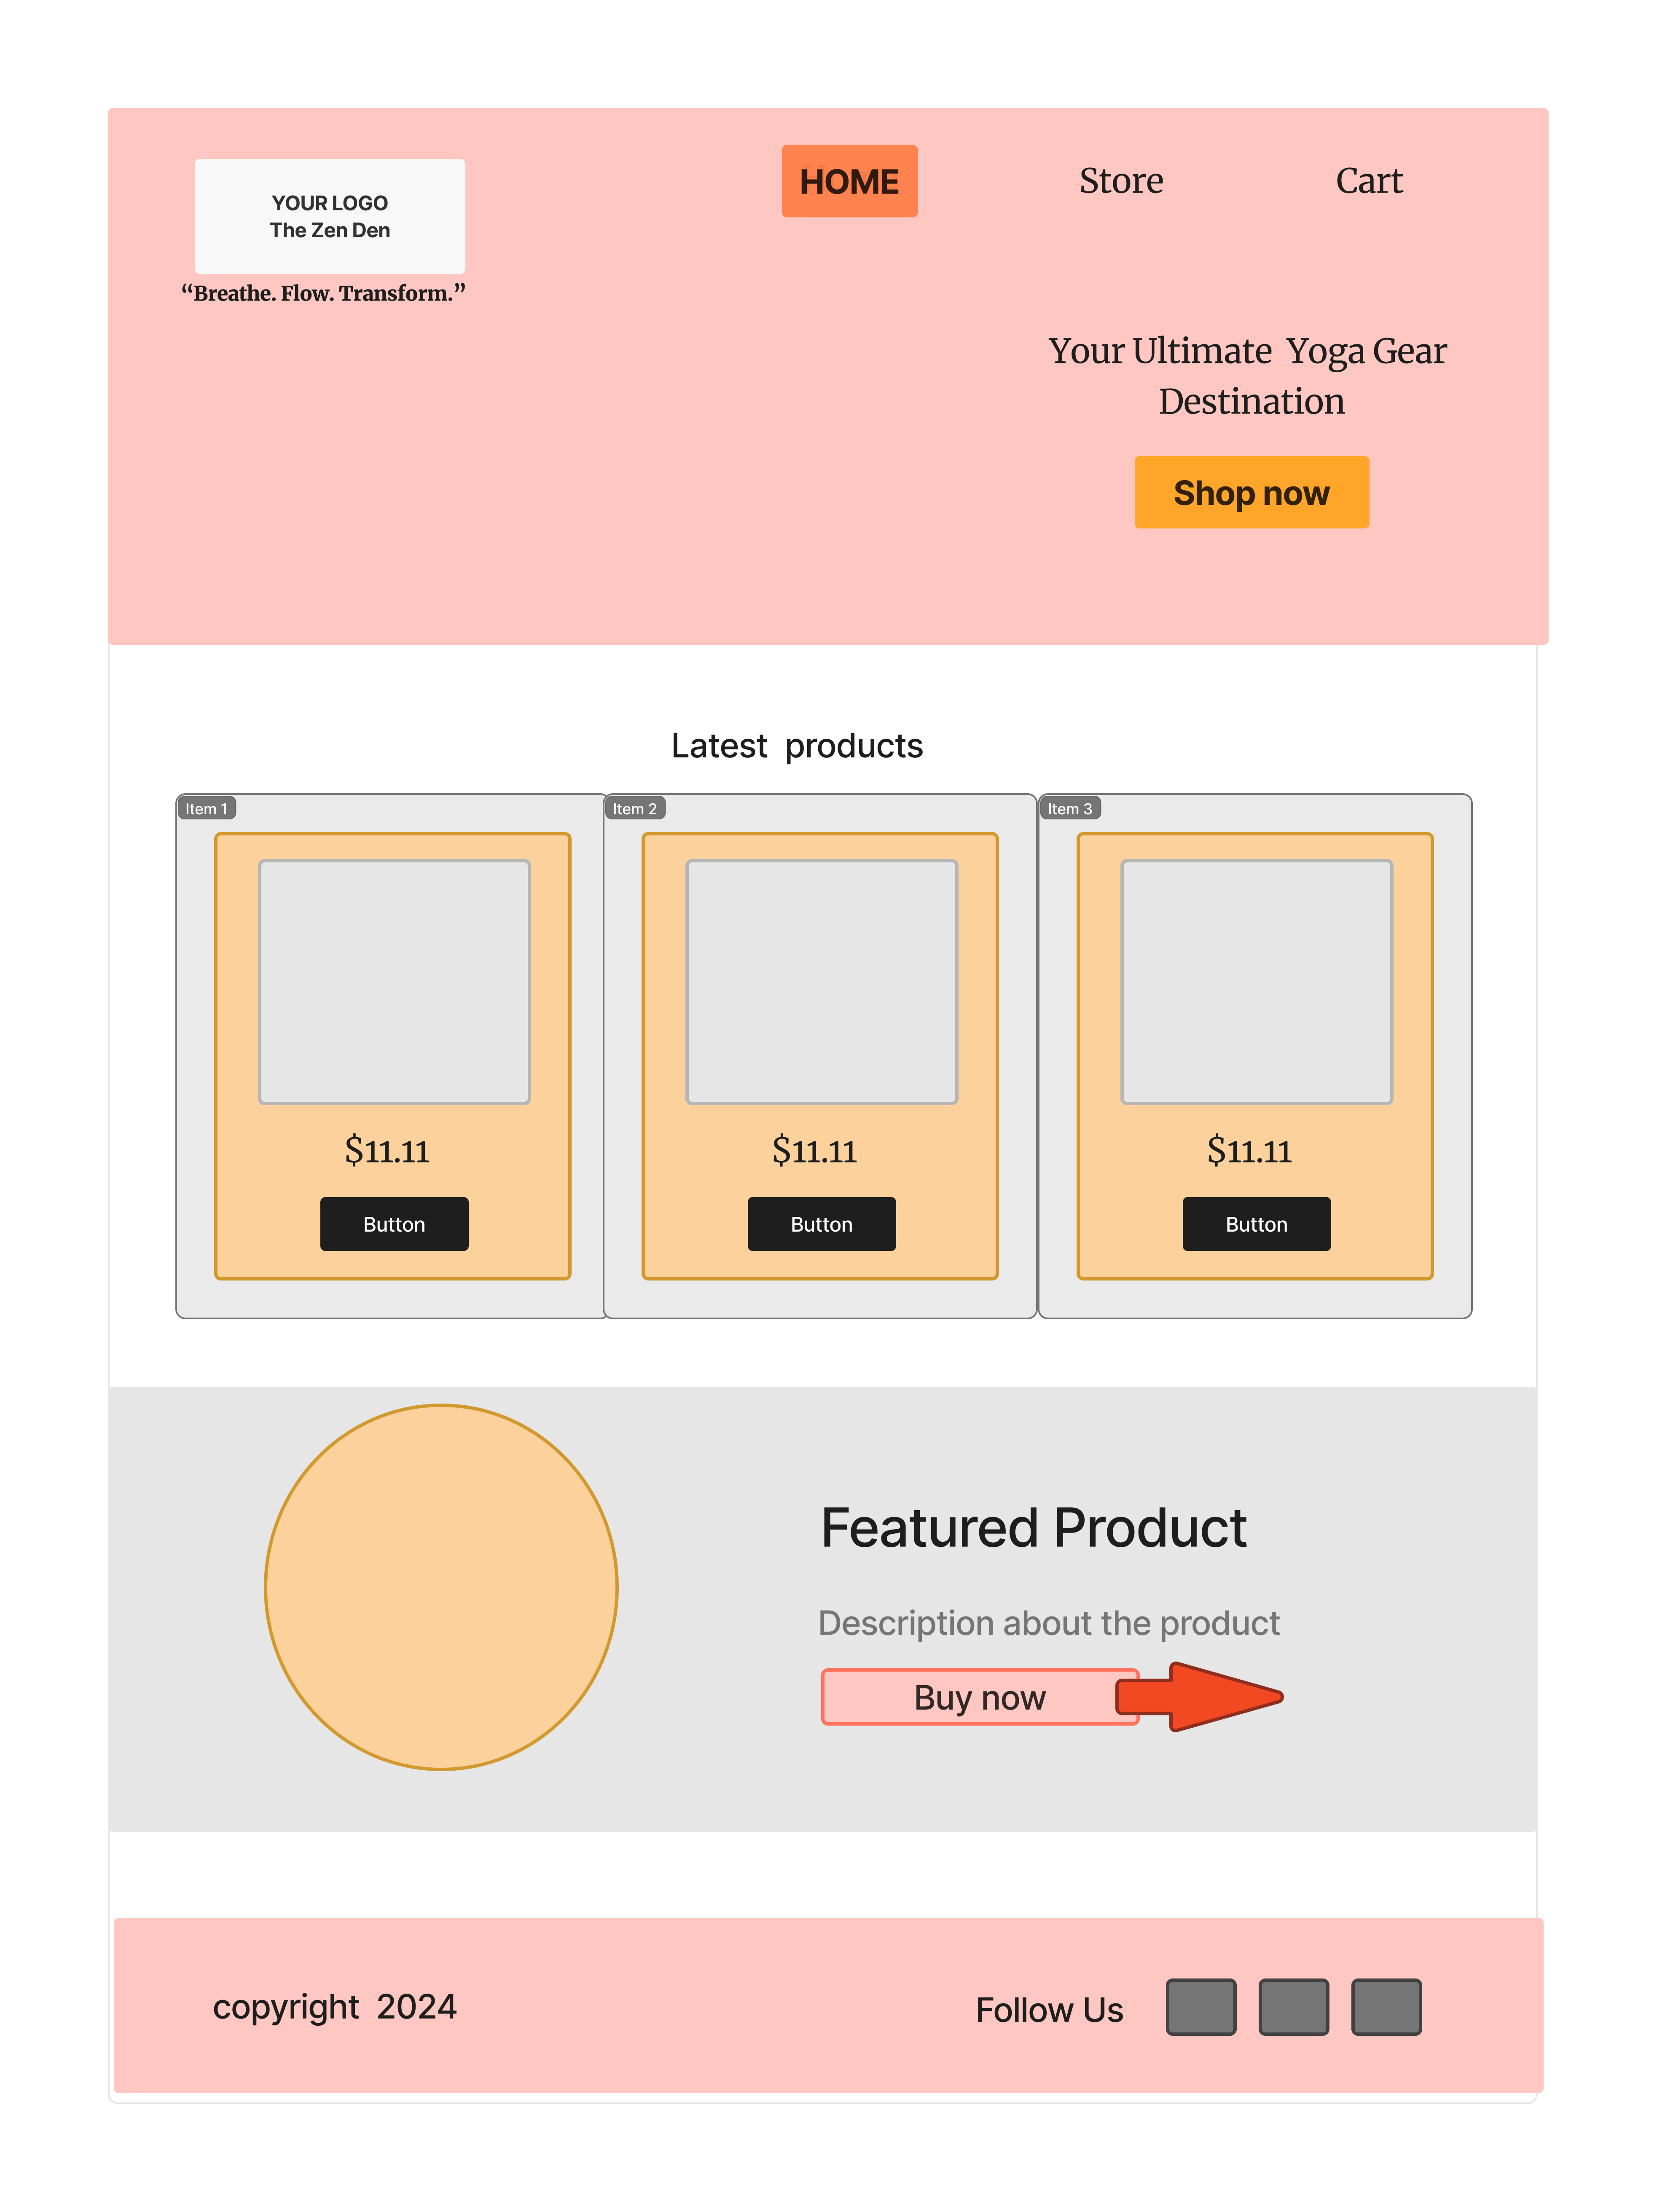 YOUR LOGO
The Zen Den
“Breathe. Flow. Transform.”
HOME
Store
Cart
Your Ultimate  Yoga Gear
Destination
Shop now
Latest  products
Item 1
$11.11
Button
Item 2
$11.11
Button
Item 3
$11.11
Button
Featured Product
Description about the product
Buy now
copyright  2024
Follow Us